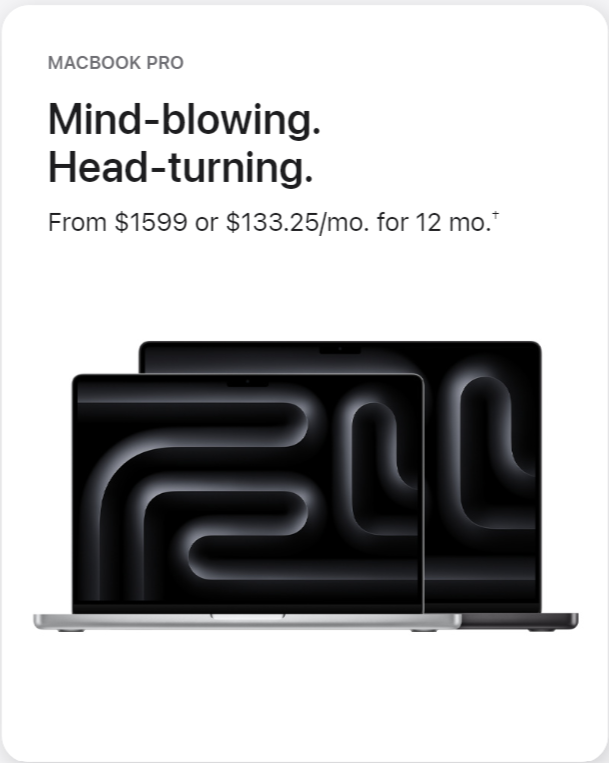 MACBOOK PRO
Mind-blowing.
Head-turning.
From $1599 or $133.25/mo. for 12 mo.†